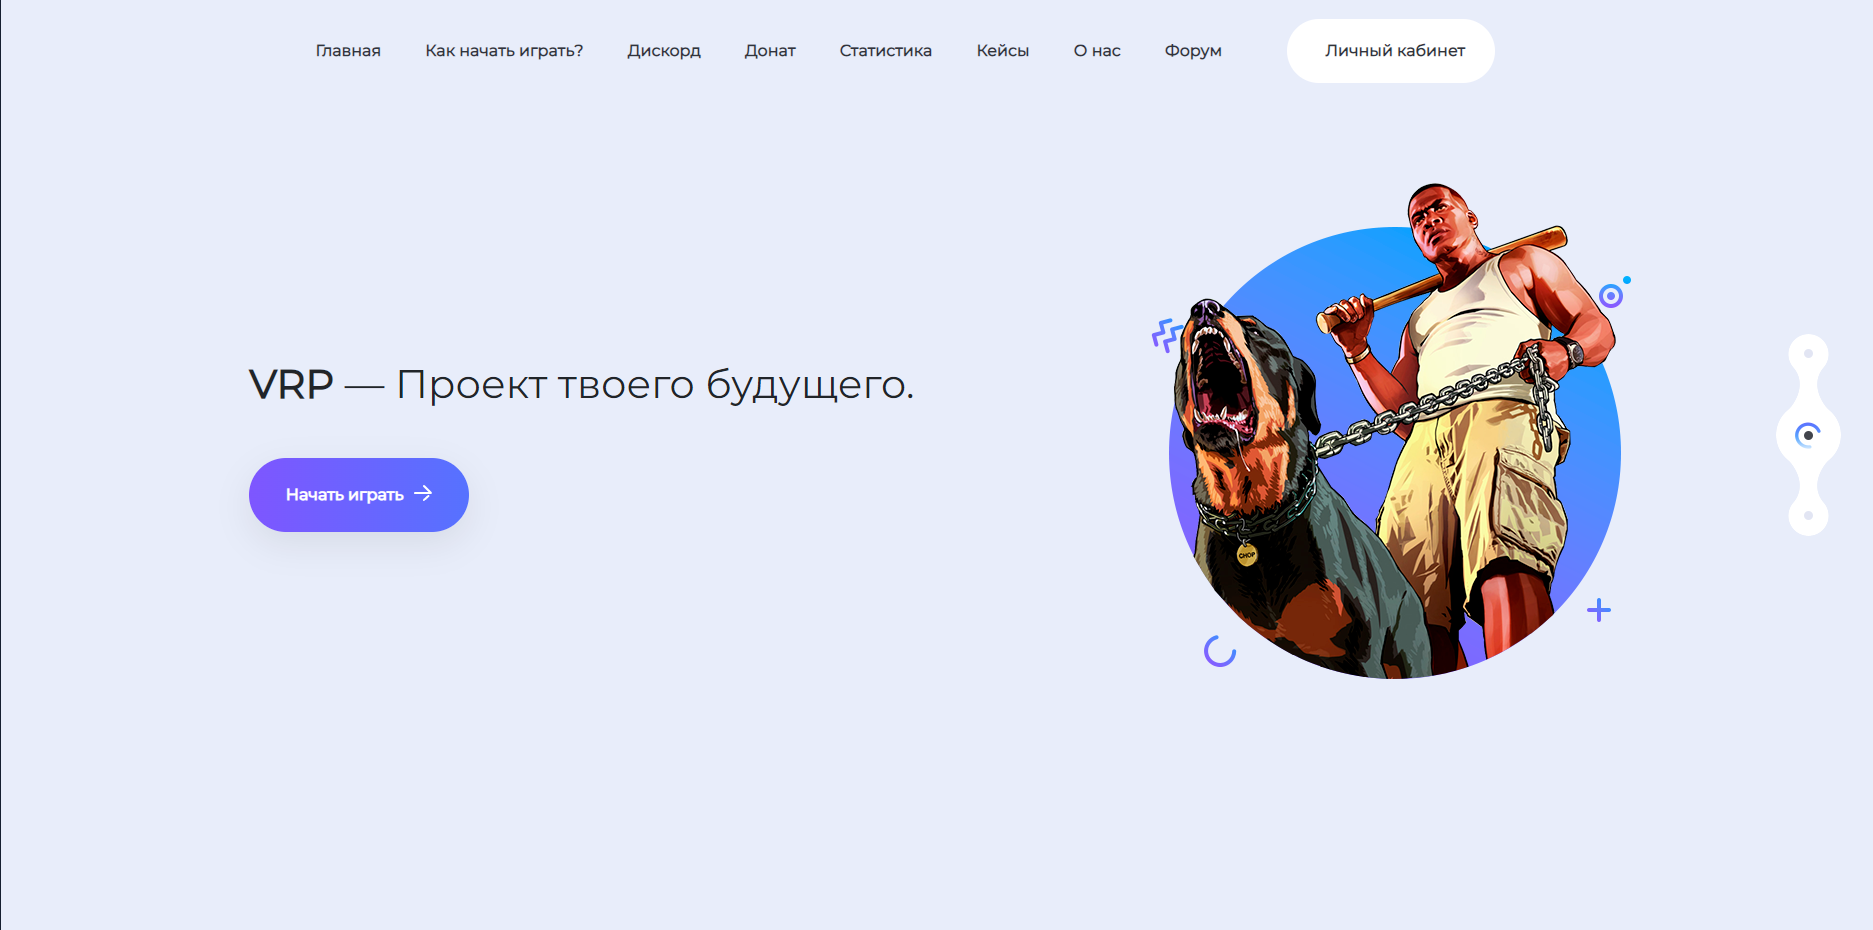 Главная Как начать играть? Дискорд Донат Статистика Кейсы О нас Форум Личный кабинет
VRP — Проект твоего будущего.
Начать играть
CHOP